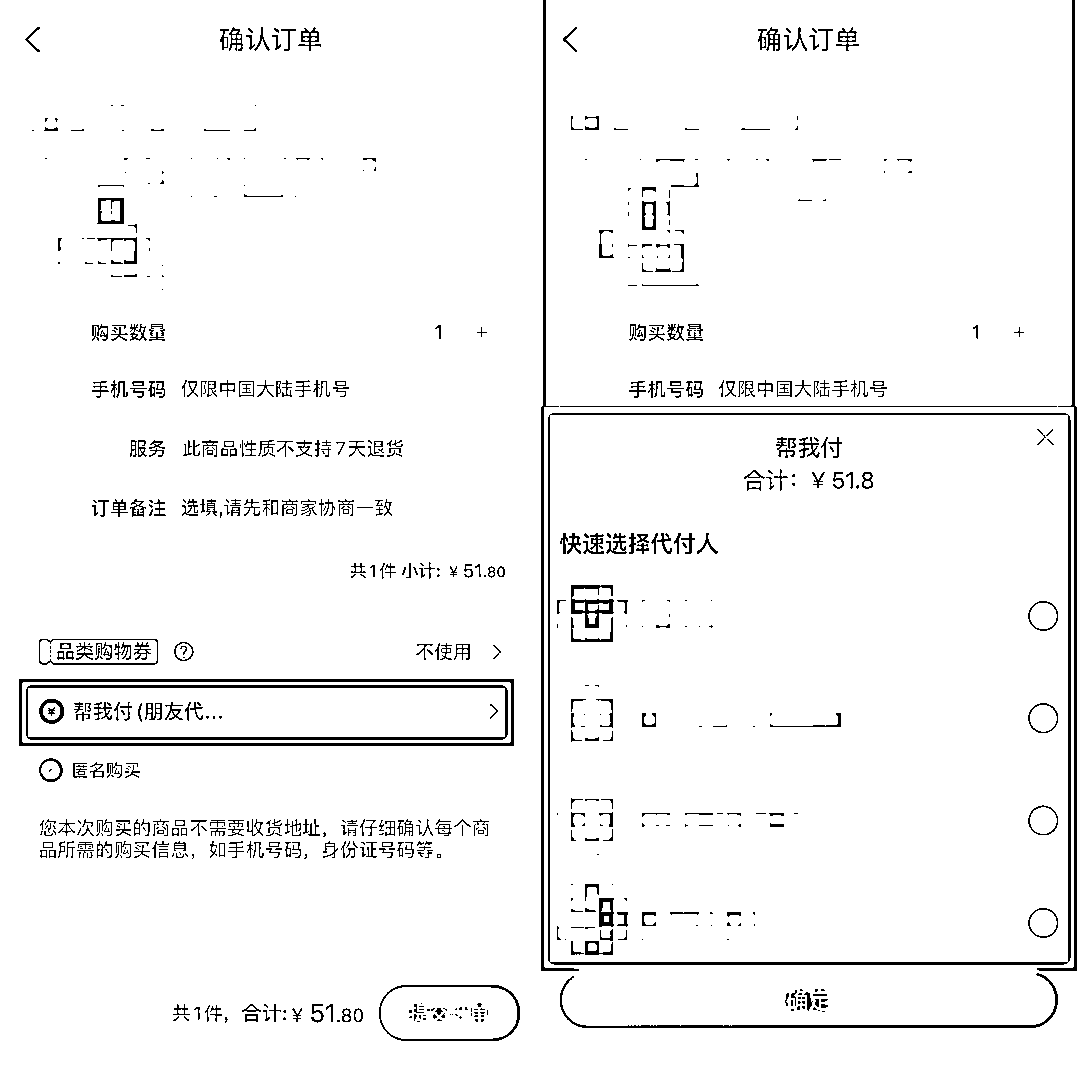 确认订单
购买数量 1 +
手机号码 仅限中国大陆手机号
服务 此商品性质不支持7天退货
订单备注 选填,请先和商家协商一致
共1件 小计: ¥ 51.80
品类购物券 ? 不使用
¥ 帮我付(朋友代...
匿名购买
您本次购买的商品不需要收货地址，请仔细确认每个商
品所需的购买信息，如手机号码，身份证号码等。
共1件，合计: ¥ 51.80
确认订单
购买数量 1 +
手机号码 仅限中国大陆手机号
帮我付
合计: ¥ 51.8
快速选择代付人
确定